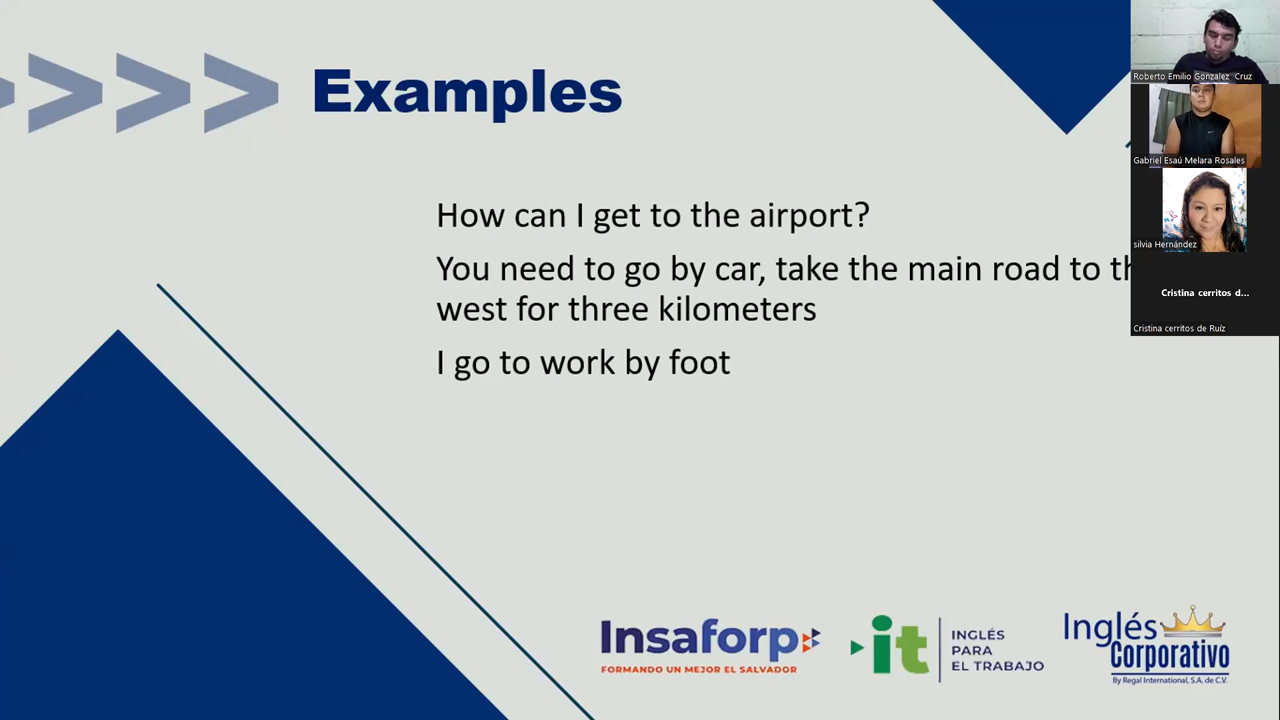 Examples
How can I get to the airport?
You need to go by car, take the main road to
west for three kilometers
I go to work by foot
Roberto Emilio Gonzalez Cruz
Gabriel Esaú Melara Rosales
silvia Hernández
Cristina cerritos d...
Cristina cerritos de Ruíz
Insaforp
FORMANDO UN MEJOR EL SALVADOR
it
INGLÉS
PARA
EL TRABAJO
Inglés
Corporativo
By Regal International, S.A. de C.V.